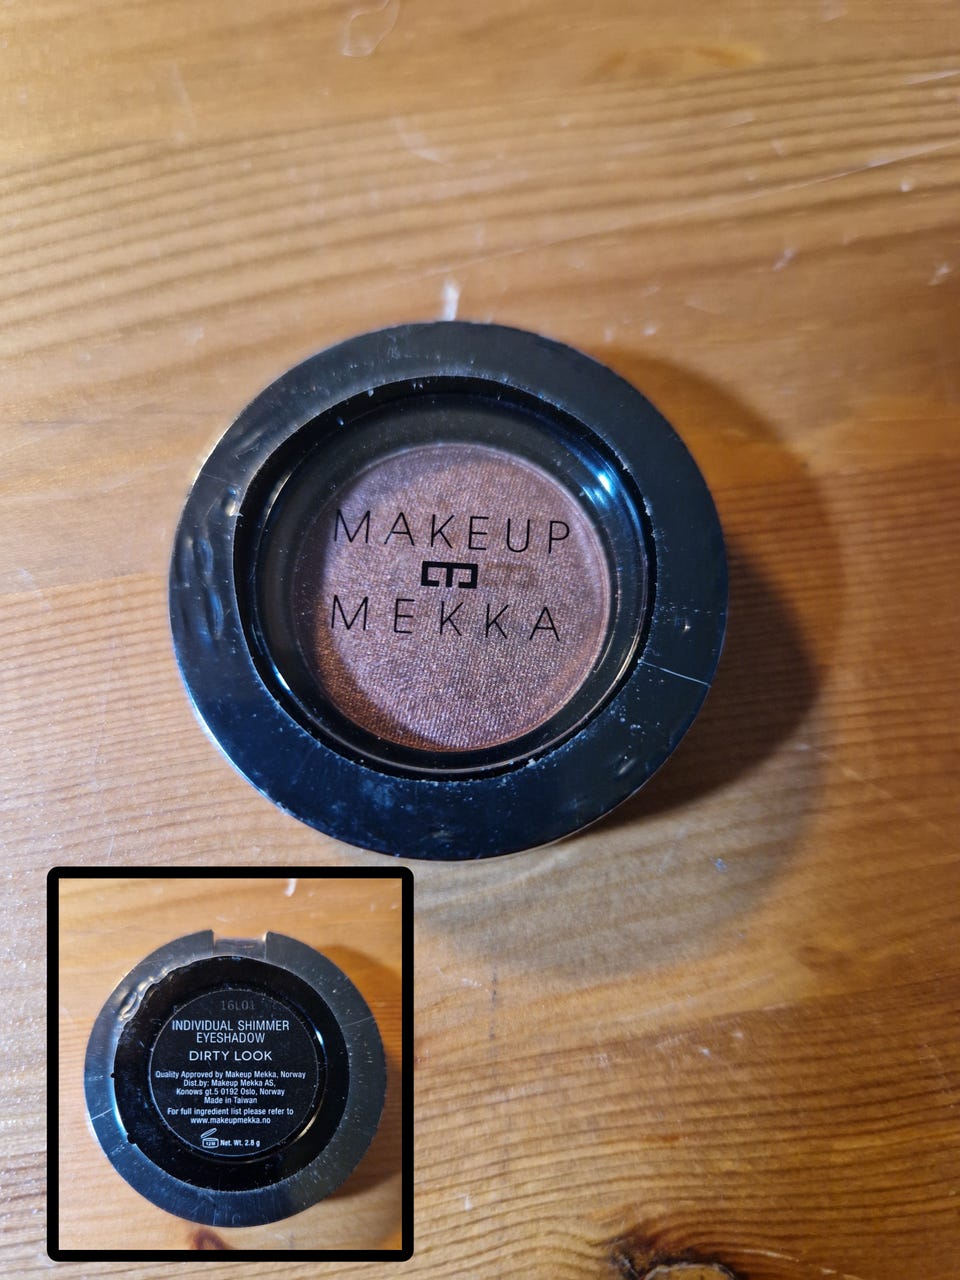 MAKEUP
MEKKA
16L01
INDIVIDUAL SHIMMER
EYESHADOW
DIRTY LOOK
Quality Approved by Makeup Mekka, Norway
Dist.by: Makeup Mekka AS,
Konows gt.5 0192 Oslo, Norway
Made in Taiwan
For full ingredient list please refer to
www.makeupmekka.no
Net. Wt. 2.8 g